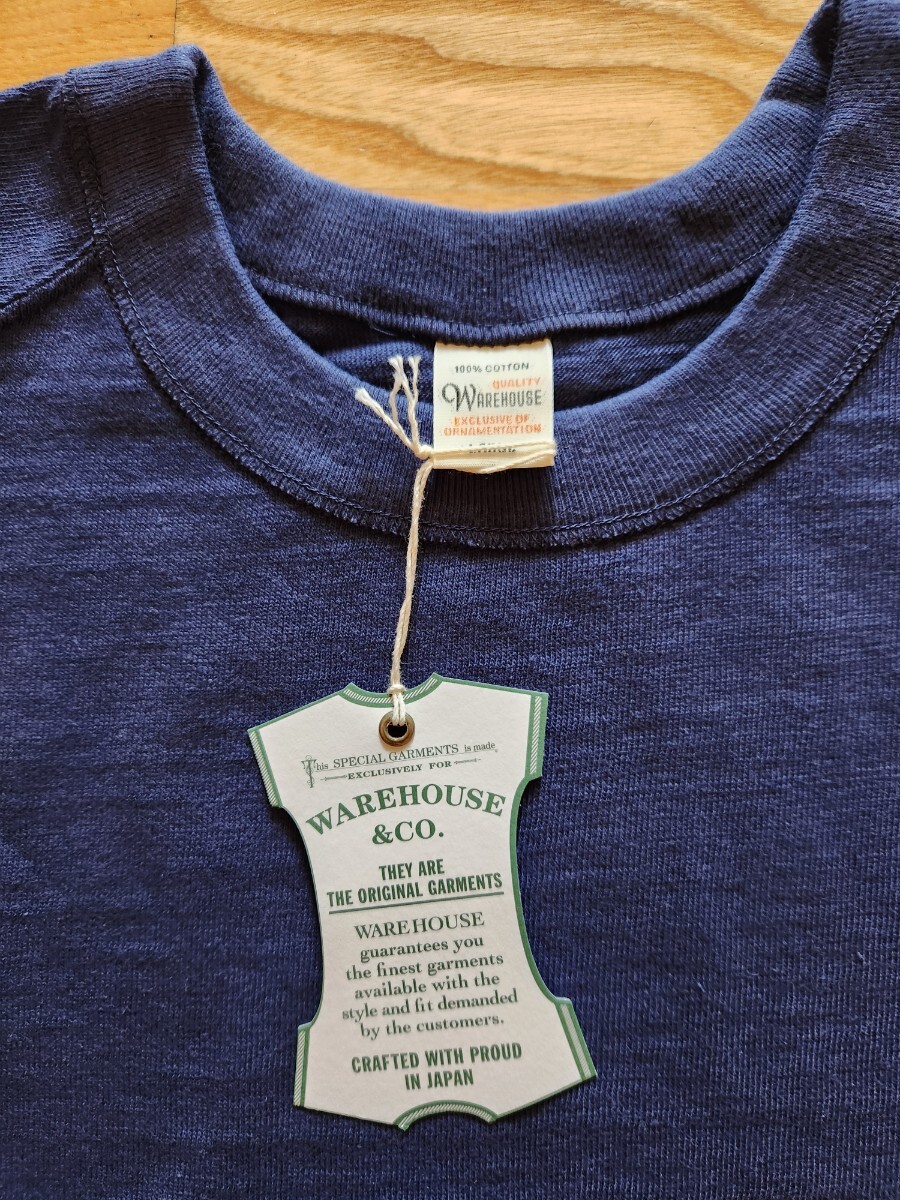 100% COTTON
QUALITY
WAREHOUSE
EXCLUSIVE OF
ORNAMENTATION
This SPECIAL GARMENTS is made
EXCLUSIVELY FOR
WAREHOUSE
&CO.
THEY ARE
THE ORIGINAL GARMENTS
WAREHOUSE
guarantees you
the finest garments
available with the
style and fit demanded
by the customers.
CRAFTED WITH PROUD
IN JAPAN